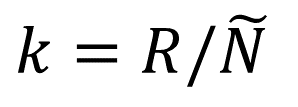 k = R/Ñ